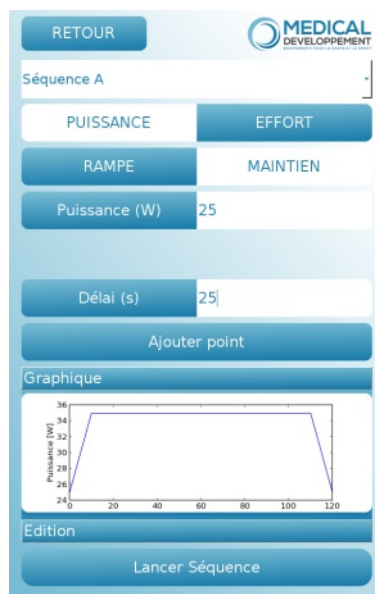 RETOUR
MEDICAL
DEVELOPPEMENT
Séquence A
PUISSANCE EFFORT
RAMPE MAINTIEN
Puissance (W) 25
Délai (s) 25
Ajouter point
Graphique
36
34
32
30
28
26
24
Puissance [W]
0 20 40 60 80 100 120
Edition
Lancer Séquence